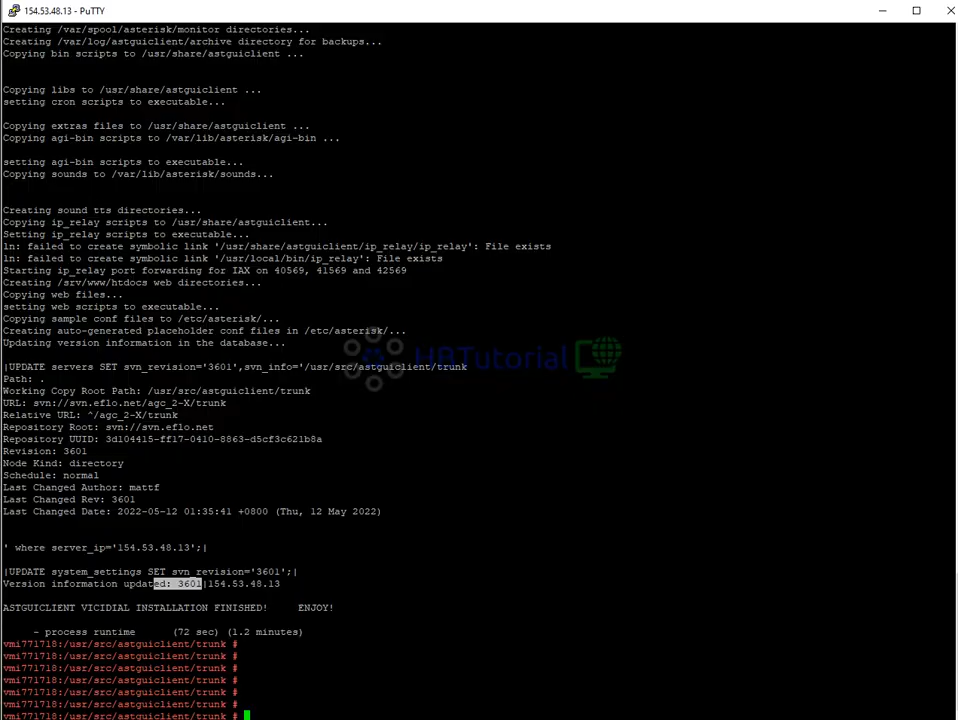 154.53.48.13 - PuTTY
Creating /var/spool/asterisk/monitor directories...
Creating /var/log/astguiclient/archive directory for backups...
Copying bin scripts to /usr/share/astguiclient ...
Copying libs to /usr/share/astguiclient ...
setting cron scripts to executable...
Copying extras files to /usr/share/astguiclient ...
Copying agi-bin scripts to /var/lib/asterisk/agi-bin ...
setting agi-bin scripts to executable...
Copying sounds to /var/lib/asterisk/sounds...
Creating sound tts directories...
Copying ip_relay scripts to /usr/share/astguiclient...
Setting ip_relay scripts to executable...
ln: failed to create symbolic link '/usr/share/astguiclient/ip_relay/ip_relay': File exists
ln: failed to create symbolic link '/usr/local/bin/ip_relay': File exists
Starting ip_relay port forwarding for IAX on 40569, 41569 and 42569
Creating /srv/www/htdocs web directories...
Copying web files...
setting web scripts to executable...
Copying sample conf files to /etc/asterisk/...
Creating auto-generated placeholder conf files in /etc/asterisk/...
Updating version information in the database...
HBTutorial
|UPDATE servers SET svn_revision='3601',svn_info='/usr/src/astguiclient/trunk
Path: .
Working Copy Root Path: /usr/src/astguiclient/trunk
URL: svn://svn.eflo.net/agc_2-X/trunk
Relative URL: ^/agc_2-X/trunk
Repository Root: svn://svn.eflo.net
Repository UUID: 3d104415-ff17-0410-8863-d5cf3c621b8a
Revision: 3601
Node Kind: directory
Schedule: normal
Last Changed Author: mattf
Last Changed Rev: 3601
Last Changed Date: 2022-05-12 01:35:41 +0800 (Thu, 12 May 2022)
' where server_ip='154.53.48.13';|
|UPDATE system_settings SET svn_revision='3601';|
Version information updated: 3601|154.53.48.13
ASTGUICLIENT VICIDIAL INSTALLATION FINISHED! ENJOY!
- process runtime (72 sec) (1.2 minutes)
vmi771718:/usr/src/astguiclient/trunk #
vmi771718:/usr/src/astguiclient/trunk #
vmi771718:/usr/src/astguiclient/trunk #
vmi771718:/usr/src/astguiclient/trunk #
vmi771718:/usr/src/astguiclient/trunk #
vmi771718:/usr/src/astguiclient/trunk #
vmi771718:/usr/src/astguiclient/trunk #